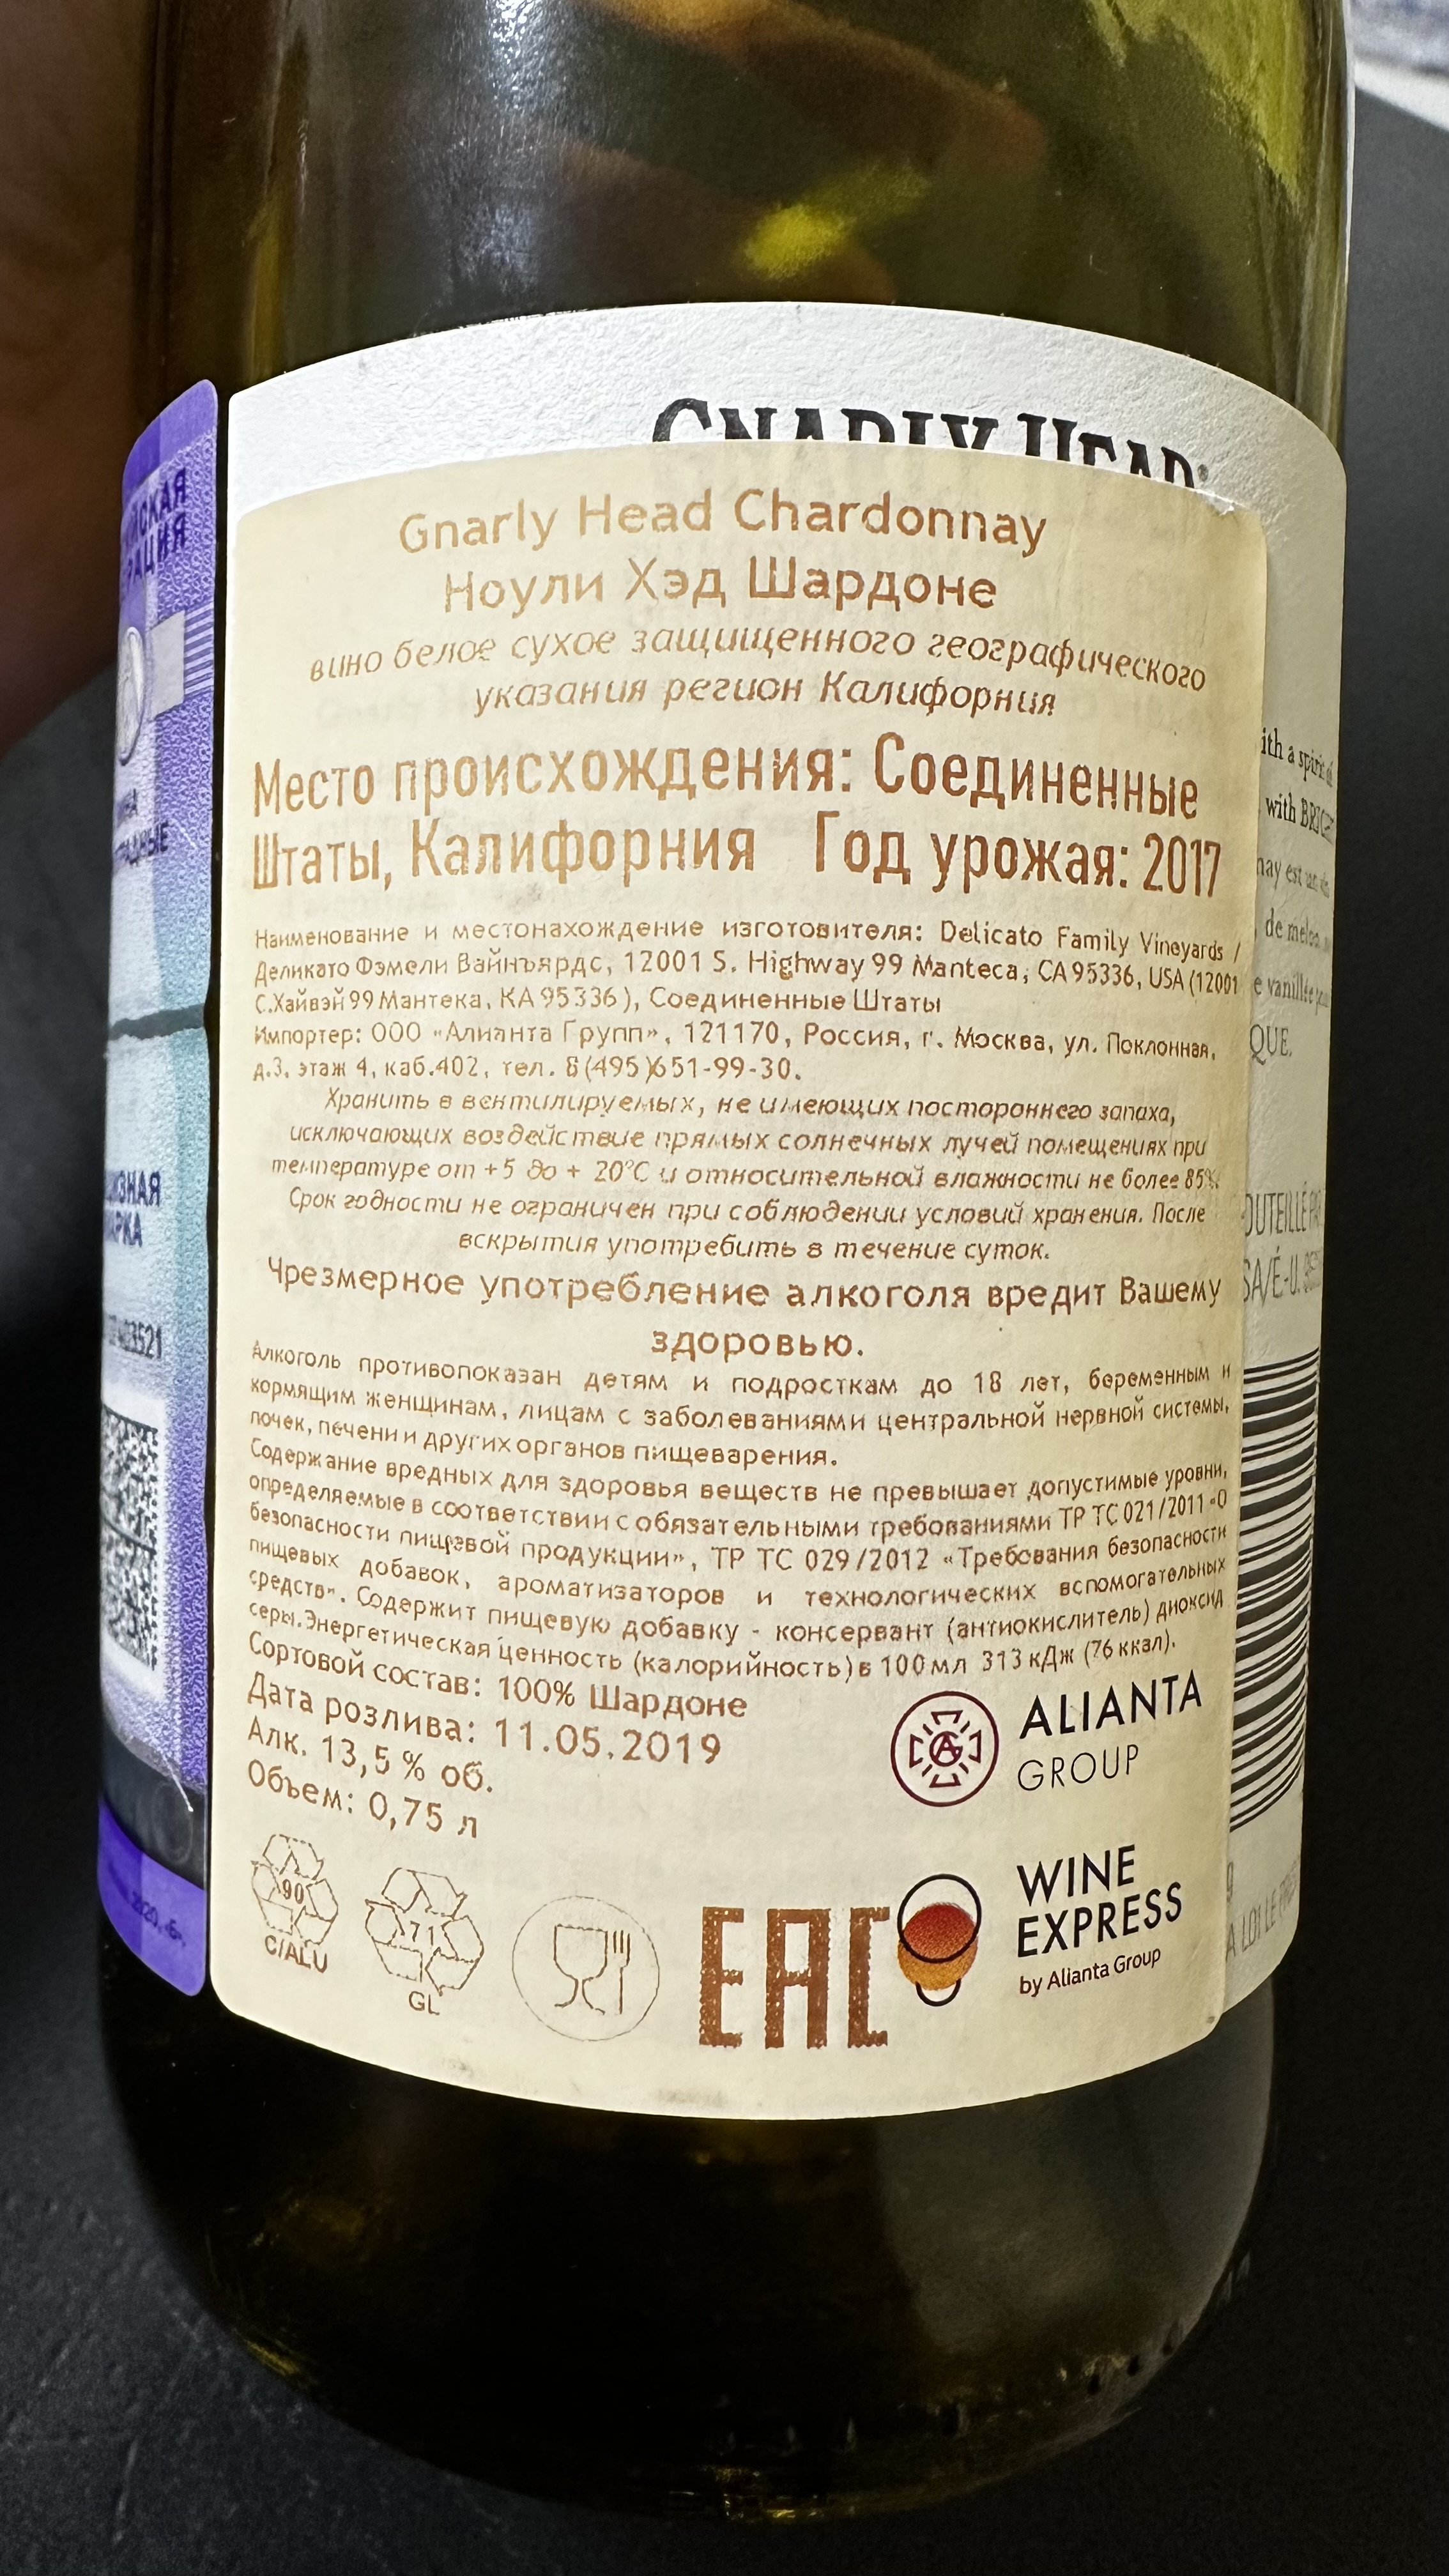 GNARLY HEAD
Gnarly Head Chardonnay
Ноули Хэд Шардоне
вино белое сухое защищенного географического
указания регион Калифорния
Место происхождения: Соединенные
Штаты, Калифорния Год урожая: 2017
Наименование и местонахождение изготовителя: Delicato Family Vineyards /
Деликато Фэмели Вайнъярдс, 12001 S. Highway 99 Manteca, CA 95336, USA (12001
С.Хайвэй 99 Мантека, КА 95336), Соединенные Штаты
Импортер: ООО «Алианта Групп», 121170, Россия, г. Москва, ул. Поклонная,
д.3, этаж 4, каб.402, тел. 8(495)651-99-30.
Хранить в вентилируемых, не имеющих постороннего запаха,
исключающих воздействие прямых солнечных лучей помещениях при
температуре от +5 до + 20°С и относительной влажности не более 85%.
Срок годности не ограничен при соблюдении условий хранения. После
вскрытия употребить в течение суток.
Чрезмерное употребление алкоголя вредит Вашему
здоровью.
Алкоголь противопоказан детям и подросткам до 18 лет, беременным и
кормящим женщинам, лицам с заболеваниями центральной нервной системы,
почек, печени и других органов пищеварения.
Содержание вредных для здоровья веществ не превышает допустимые уровни,
определяемые в соответствии с обязательными требованиями ТР ТС 021/2011 «О
безопасности пищевой продукции», ТР ТС 029/2012 «Требования безопасности
пищевых добавок, ароматизаторов и технологических вспомогательных
средств». Содержит пищевую добавку - консервант (антиокислитель) диоксид
серы. Энергетическая ценность (калорийность) в 100 мл 313 кДж (76 ккал).
Сортовой состав: 100% Шардоне
Дата розлива: 11.05.2019
Алк. 13,5 % об.
Объем: 0,75 л
ALIANTA
GROUP
90
C/ALU
71
GL
EAC
WINE
EXPRESS
by Alianta Group
ith a spirit
with
est
de
QUE.